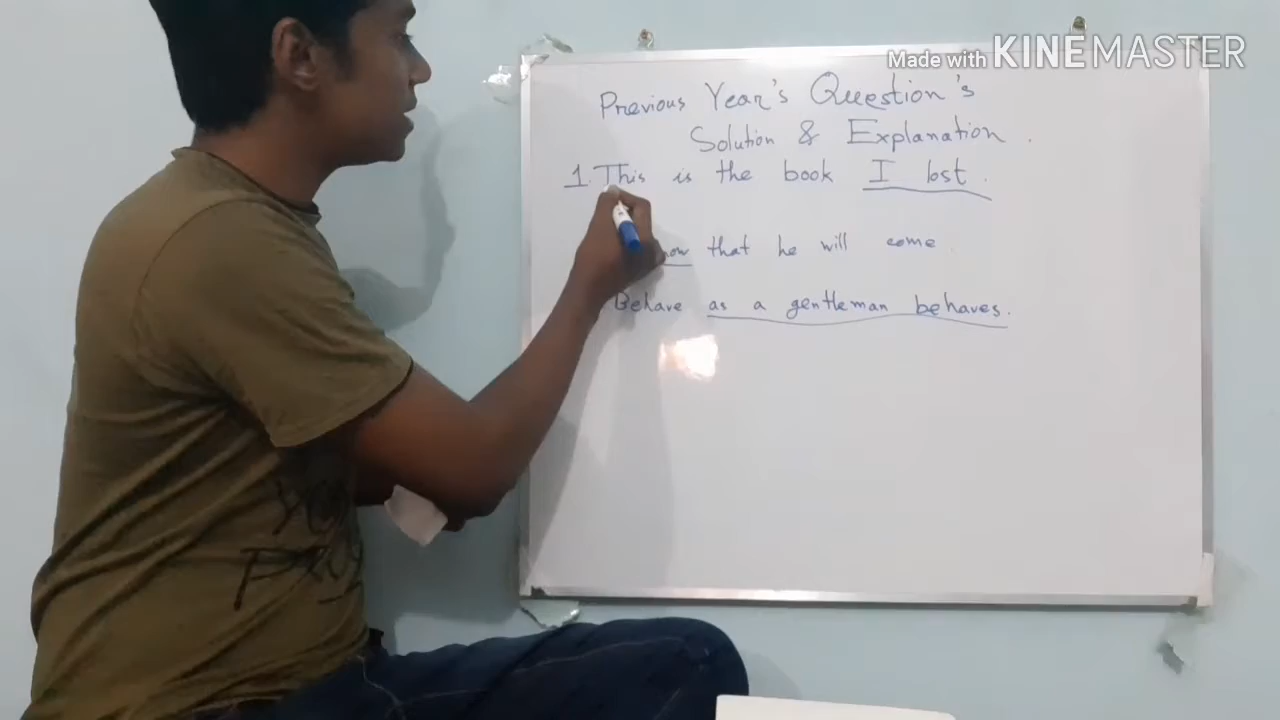 Made with KINEMASTER
Previous Year's Question's
Solution & Explanation.
1. This is the book I lost.
that he will come.
Behave as a gentleman behaves.